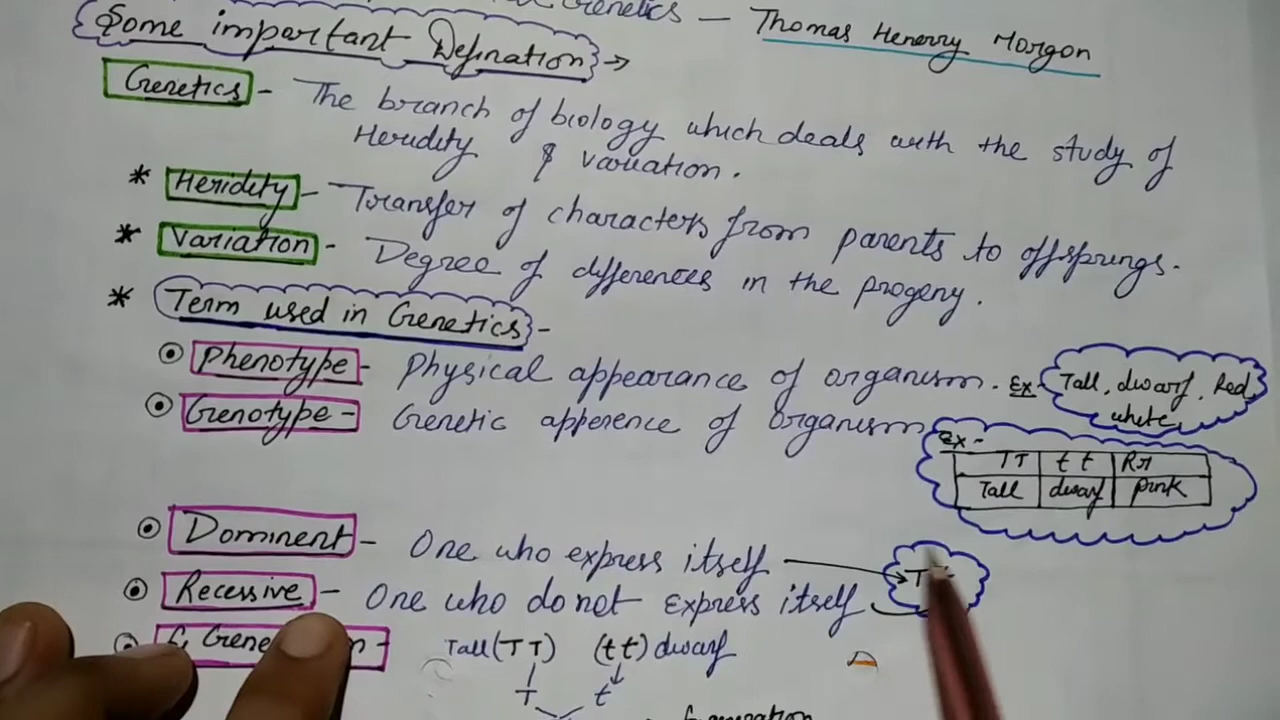 Genetics — Thomas Henerry Morgon
Some important Defination →
Genetics - The branch of biology which deals with the study of
Heridity & variation.
* Heridity - Transfer of characters from parents to offsprings.
* Variation - Degree of differences in the progeny.
* Term used in Genetics -
Phenotype - Physical appearance of organism. Ex - Tall, dwarf, Red
white
Genotype - Genetic apperence of organism
Ex -
TT tt Rr
Tall dwarf pink
Dominent - One who express itself
Recessive - One who do not express itself
Tall (TT) (tt) dwarf
T t